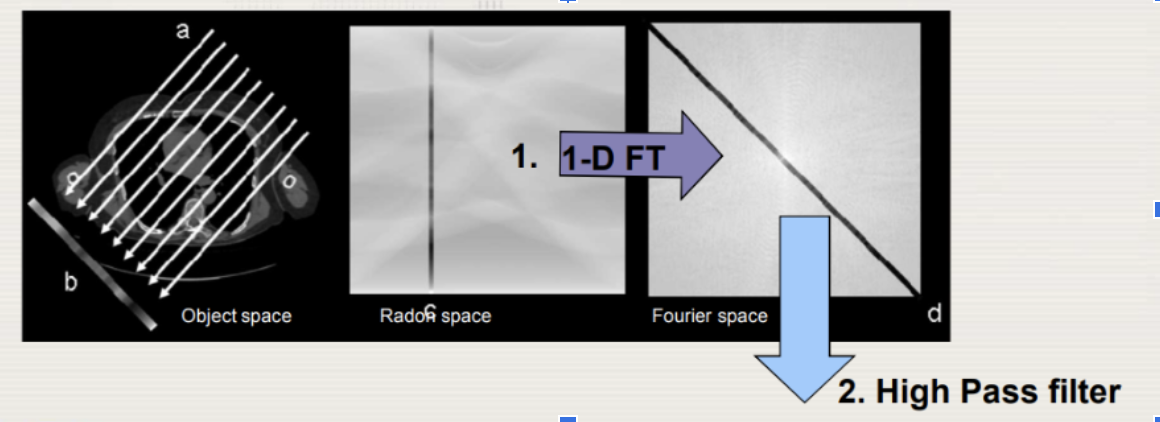 a
b
Object space
c
Radon space
1. 1-D FT
Fourier space
d
2. High Pass filter